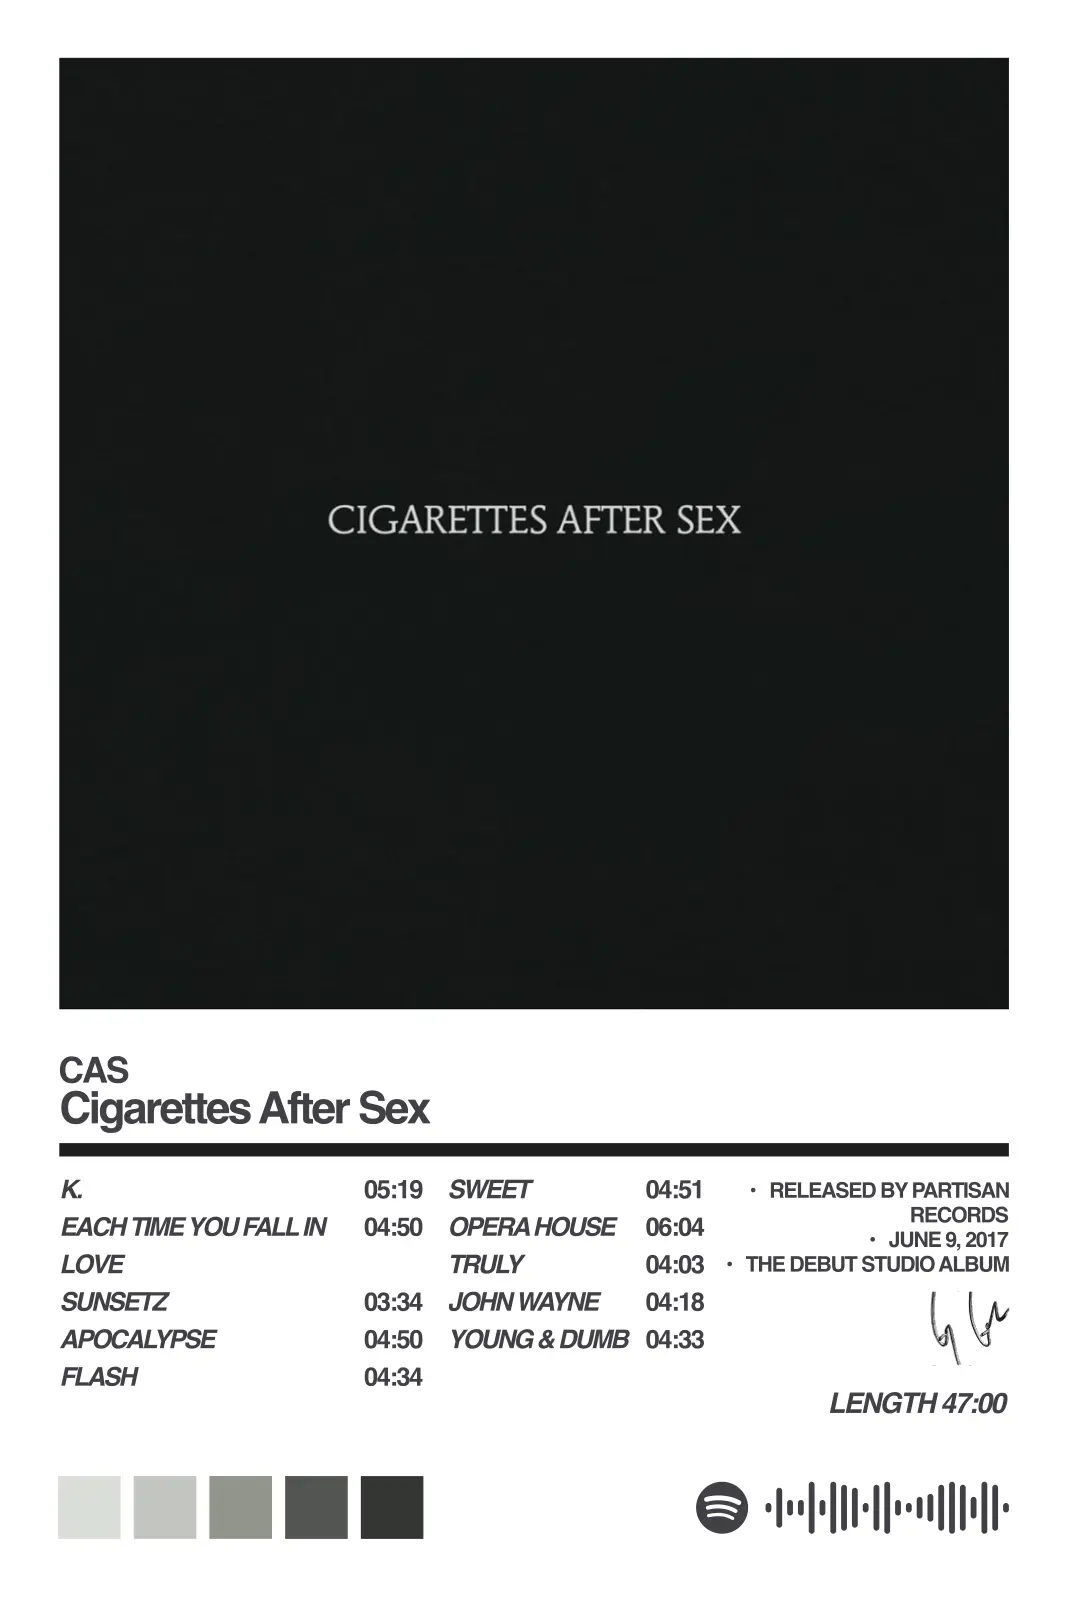 CIGARETTES AFTER SEX
CAS
Cigarettes After Sex
K. 05:19
EACH TIME YOU FALL IN 04:50
LOVE
SUNSETZ 03:34
APOCALYPSE 04:50
FLASH 04:34
SWEET 04:51
OPERA HOUSE 06:04
TRULY 04:03
JOHN WAYNE 04:18
YOUNG & DUMB 04:33
• RELEASED BY PARTISAN
RECORDS
• JUNE 9, 2017
• THE DEBUT STUDIO ALBUM
LENGTH 47:00